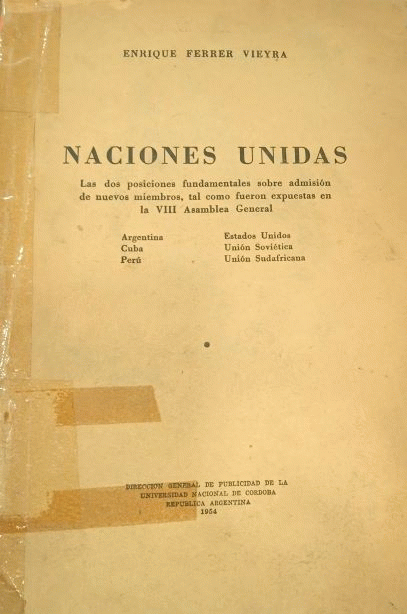 ENRIQUE FERRER VIEYRA
NACIONES UNIDAS
Las dos posiciones fundamentales sobre admisión
de nuevos miembros, tal como fueron expuestas en
la VIII Asamblea General
Argentina Estados Unidos
Cuba Unión Soviética
Perú Unión Sudafricana
DIRECCION GENERAL DE PUBLICIDAD DE LA
UNIVERSIDAD NACIONAL DE CORDOBA
REPUBLICA ARGENTINA
1954